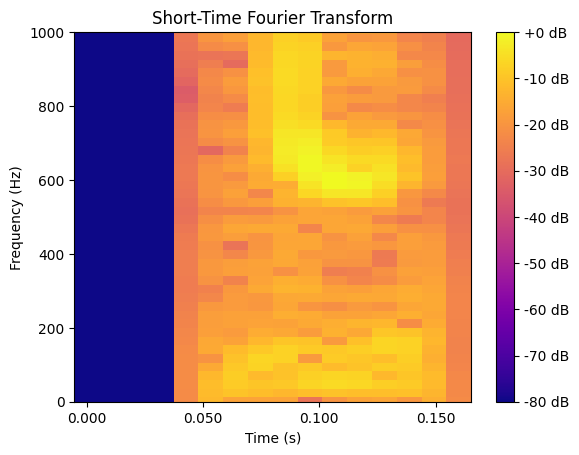 Short-Time Fourier Transform
1000
800
600
400
200
0
Frequency (Hz)
0.000
0.050
0.100
0.150
Time (s)
+0 dB
-10 dB
-20 dB
-30 dB
-40 dB
-50 dB
-60 dB
-70 dB
-80 dB